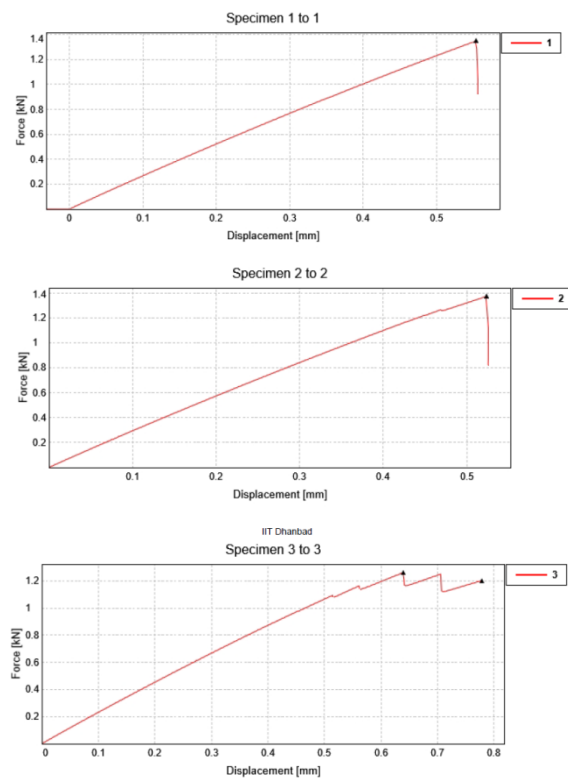 Specimen 1 to 1
1.4
1.2
1
0.8
0.6
0.4
0.2
Force [kN]
0 0.1 0.2 0.3 0.4 0.5
Displacement [mm]
1
Specimen 2 to 2
1.4
1.2
1
0.8
0.6
0.4
0.2
Force [kN]
0.1 0.2 0.3 0.4 0.5
Displacement [mm]
2
IIT Dhanbad
Specimen 3 to 3
1.2
1
0.8
0.6
0.4
0.2
Force [kN]
0 0.1 0.2 0.3 0.4 0.5 0.6 0.7 0.8
Displacement [mm]
3